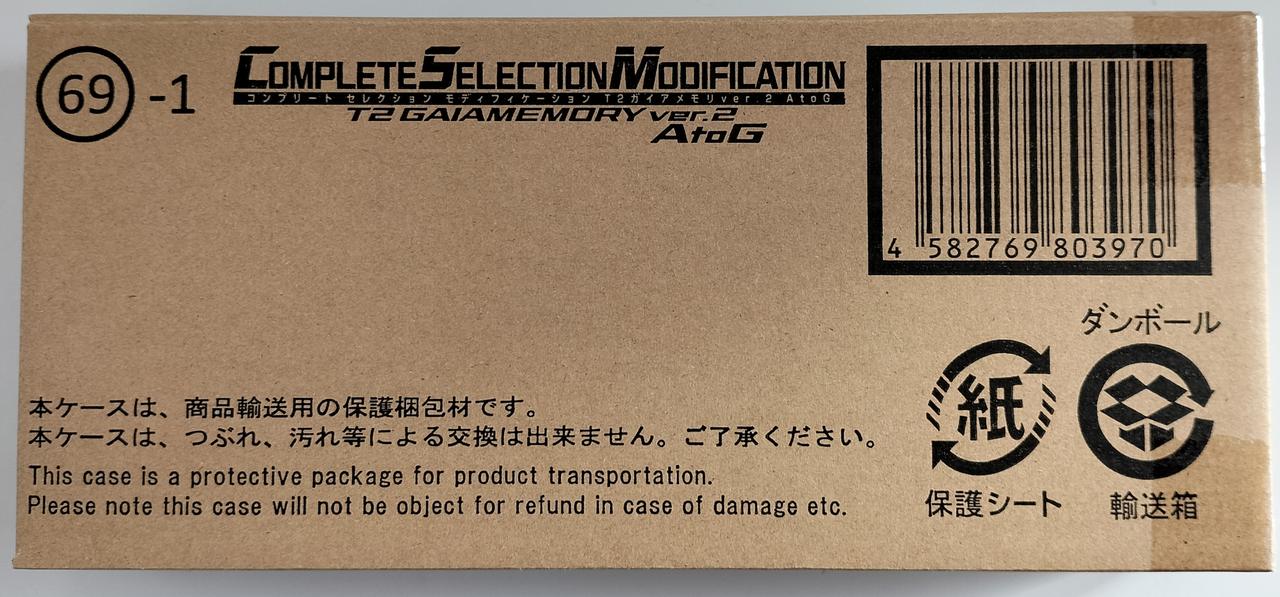 69 -1
COMPLETE SELECTION MODIFICATION
コンプリート セレクション モディフィケーション T2ガイアメモリver.2 AtoG
T2 GAIAMEMORY ver.2
AtoG
4 582769 803970
本ケースは、商品輸送用の保護梱包材です。
本ケースは、つぶれ、汚れ等による交換は出来ません。ご了承ください。
This case is a protective package for product transportation.
Please note this case will not be object for refund in case of damage etc.
ダンボール
紙
保護シート
輸送箱